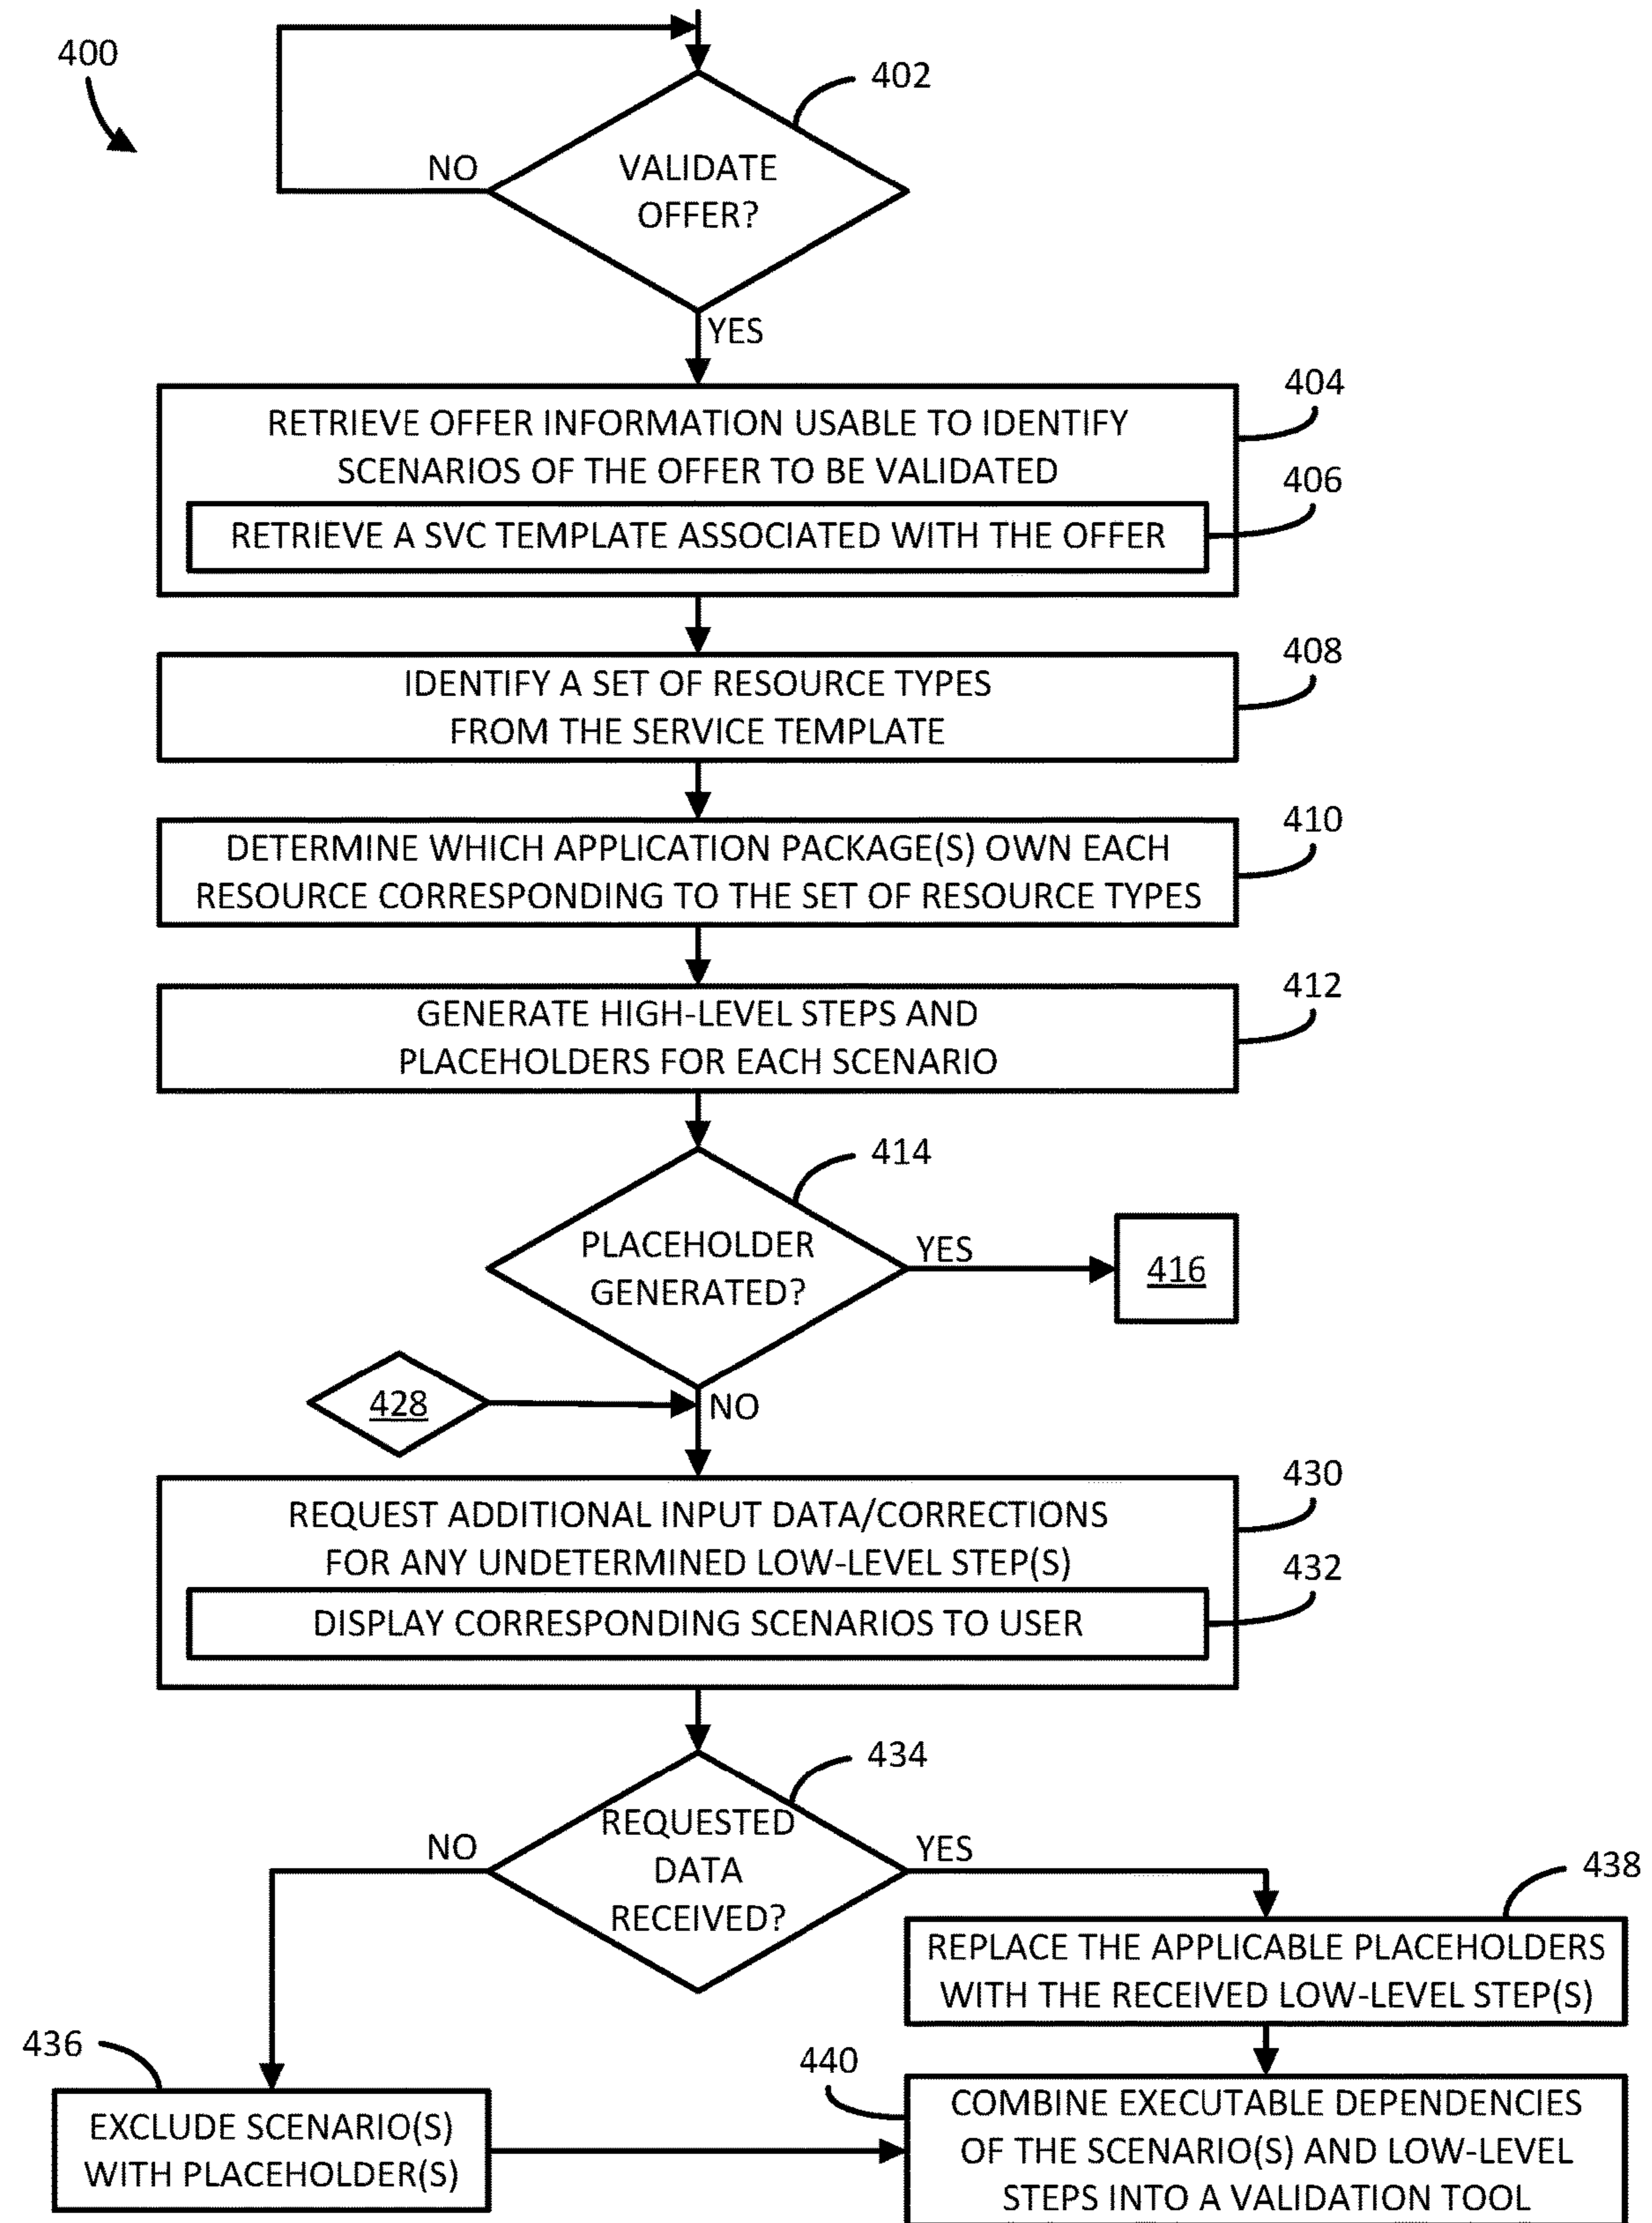 400
402
NO
VALIDATE
OFFER?
YES
404
RETRIEVE OFFER INFORMATION USABLE TO IDENTIFY
SCENARIOS OF THE OFFER TO BE VALIDATED
406
RETRIEVE A SVC TEMPLATE ASSOCIATED WITH THE OFFER
408
IDENTIFY A SET OF RESOURCE TYPES
FROM THE SERVICE TEMPLATE
410
DETERMINE WHICH APPLICATION PACKAGE(S) OWN EACH
RESOURCE CORRESPONDING TO THE SET OF RESOURCE TYPES
412
GENERATE HIGH-LEVEL STEPS AND
PLACEHOLDERS FOR EACH SCENARIO
414
PLACEHOLDER
GENERATED?
YES
416
428
NO
430
REQUEST ADDITIONAL INPUT DATA/CORRECTIONS
FOR ANY UNDETERMINED LOW-LEVEL STEP(S)
432
DISPLAY CORRESPONDING SCENARIOS TO USER
434
NO
REQUESTED
DATA
RECEIVED?
YES
438
REPLACE THE APPLICABLE PLACEHOLDERS
WITH THE RECEIVED LOW-LEVEL STEP(S)
436
EXCLUDE SCENARIO(S)
WITH PLACEHOLDER(S)
440
COMBINE EXECUTABLE DEPENDENCIES
OF THE SCENARIO(S) AND LOW-LEVEL
STEPS INTO A VALIDATION TOOL